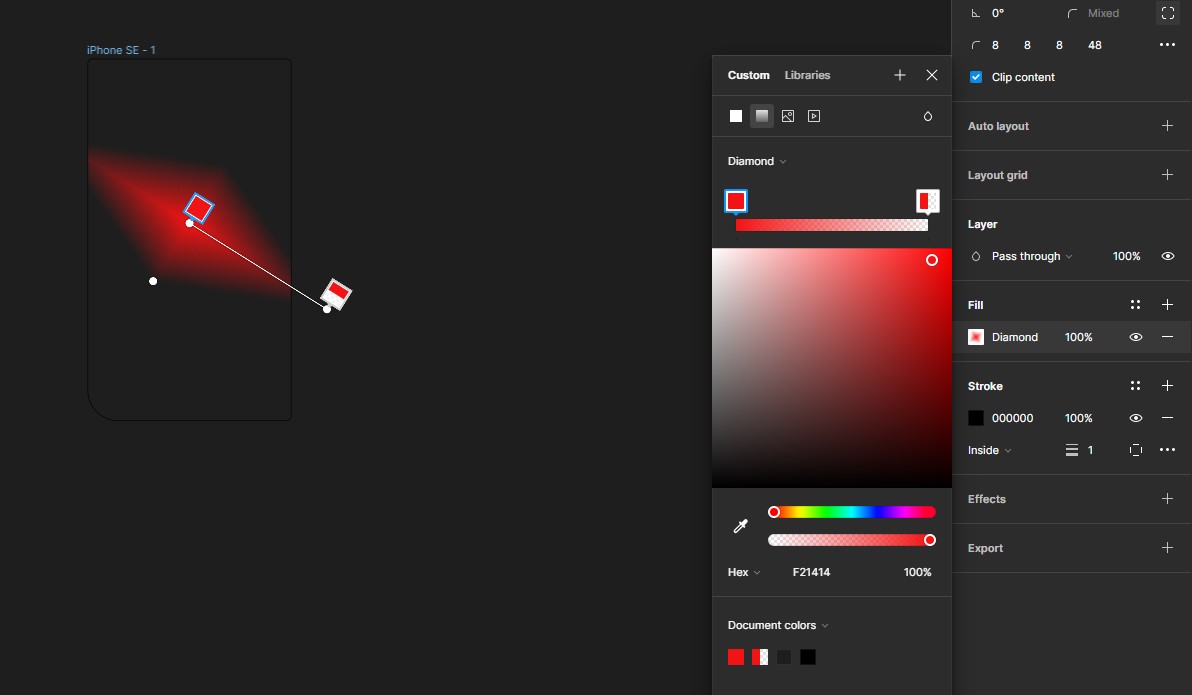 0°
Mixed
8 8 8 48
Clip content
iPhone SE - 1
Custom Libraries
Auto layout
Diamond
Layout grid
Layer
Pass through 100%
Fill
Diamond 100%
Stroke
000000 100%
Inside 1
Effects
Export
Hex F21414 100%
Document colors